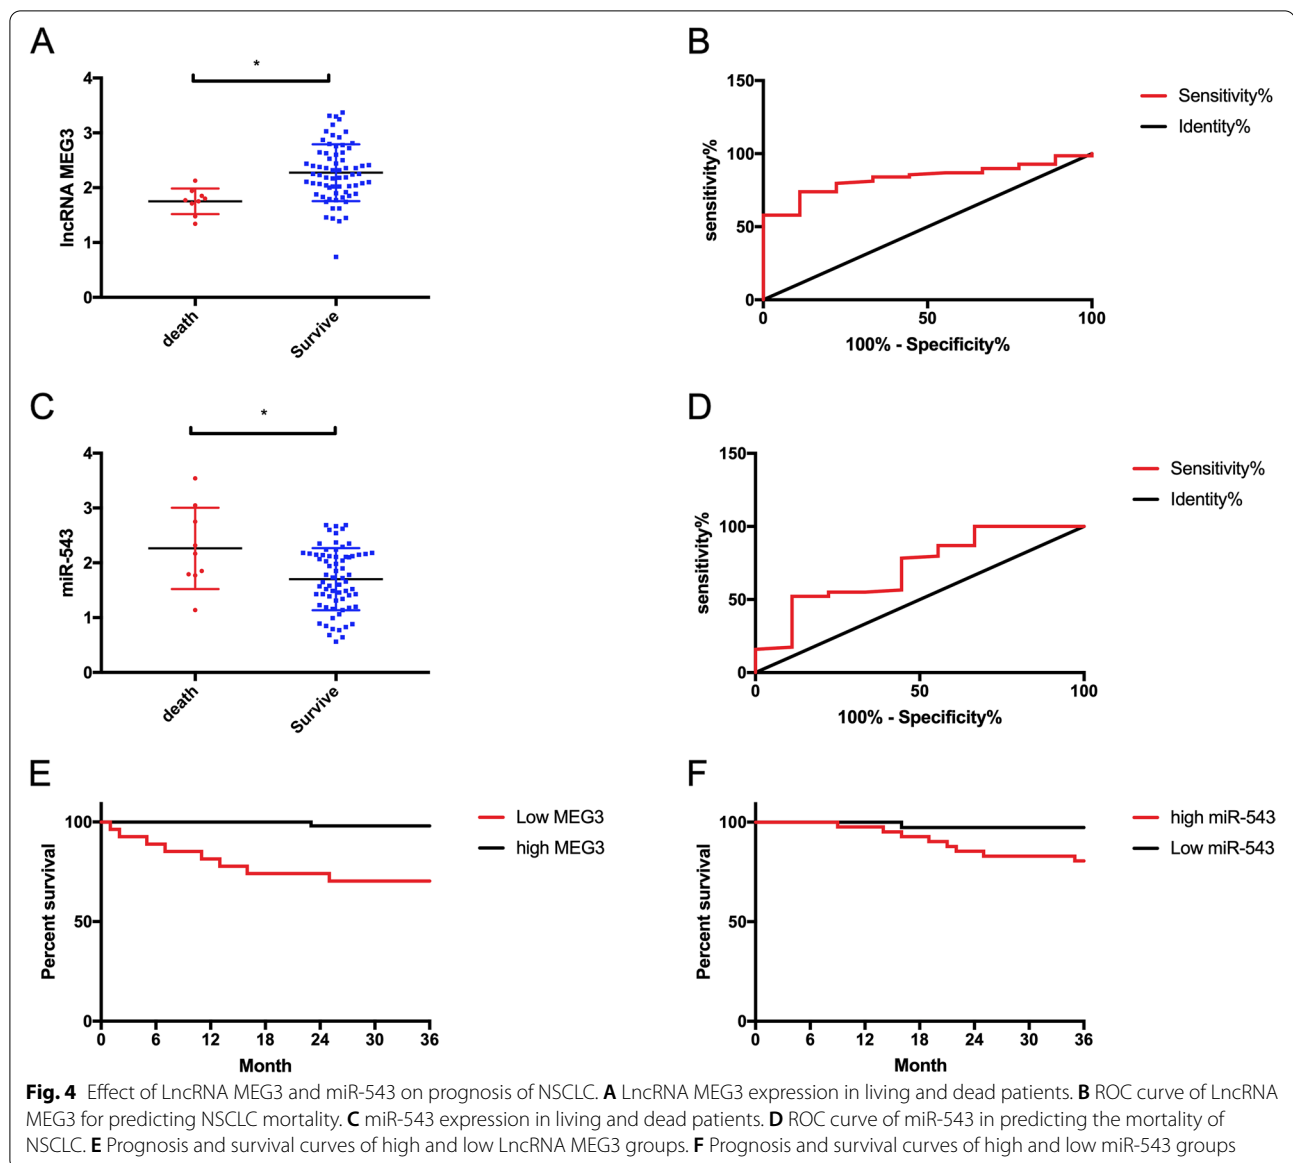 A
*
4
3
2
1
0
lncRNA MEG3
death
Survive
B
150
100
50
0
sensitivity%
0
50
100
100% - Specificity%
Sensitivity%
Identity%
C
*
4
3
2
1
0
miR-543
death
Survive
D
150
100
50
0
sensitivity%
0
50
100
100% - Specificity%
Sensitivity%
Identity%
E
100
50
0
Percent survival
0 6 12 18 24 30 36
Month
Low MEG3
high MEG3
F
100
50
0
Percent survival
0 6 12 18 24 30 36
Month
high miR-543
Low miR-543
Fig. 4 Effect of LncRNA MEG3 and miR-543 on prognosis of NSCLC. A LncRNA MEG3 expression in living and dead patients. B ROC curve of LncRNA
MEG3 for predicting NSCLC mortality. C miR-543 expression in living and dead patients. D ROC curve of miR-543 in predicting the mortality of
NSCLC. E Prognosis and survival curves of high and low LncRNA MEG3 groups. F Prognosis and survival curves of high and low miR-543 groups